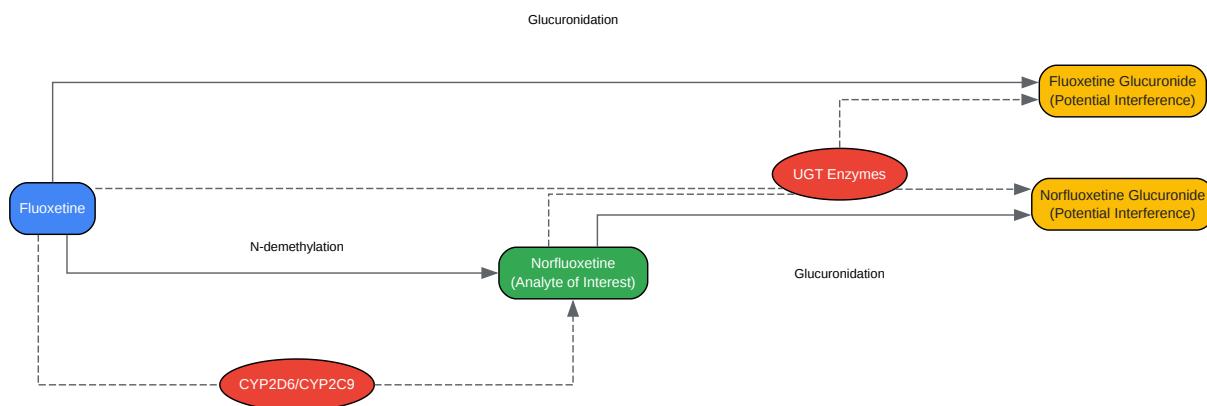 Glucuronidation
Fluoxetine Glucuronide
(Potential Interference)
UGT Enzymes
Norfluoxetine Glucuronide
(Potential Interference)
Fluoxetine
N-demethylation
Norfluoxetine
(Analyte of Interest)
Glucuronidation
CYP2D6/CYP2C9